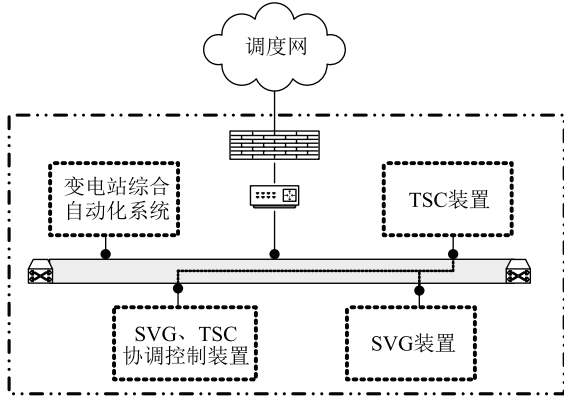 调度网
变电站综合
自动化系统
TSC装置
SVG、TSC
协调控制装置
SVG装置